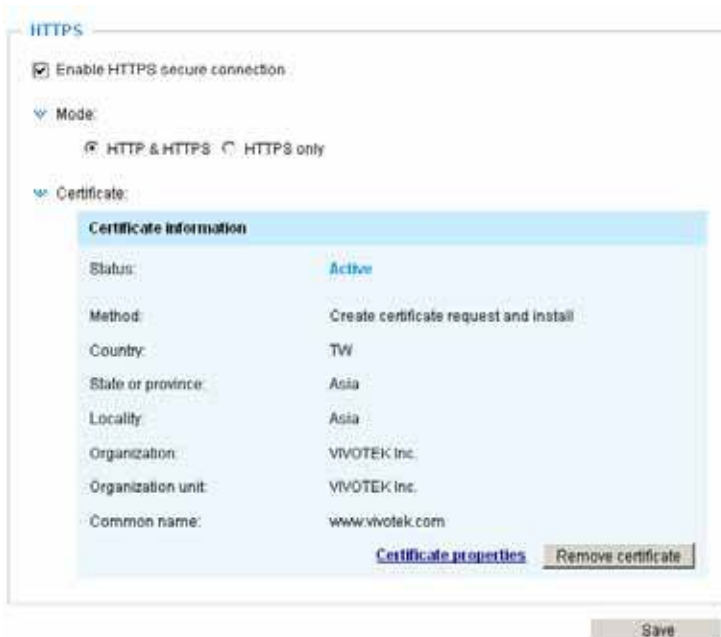 HTTPS
Enable HTTPS secure connection
Mode:
HTTP & HTTPS HTTPS only
Certificate:
Certificate information
Status: Active
Method: Create certificate request and install
Country: TW
State or province: Asia
Locality: Asia
Organization: VIVOTEK Inc.
Organization unit: VIVOTEK Inc.
Common name: www.vivotek.com
Certificate properties Remove certificate
Save